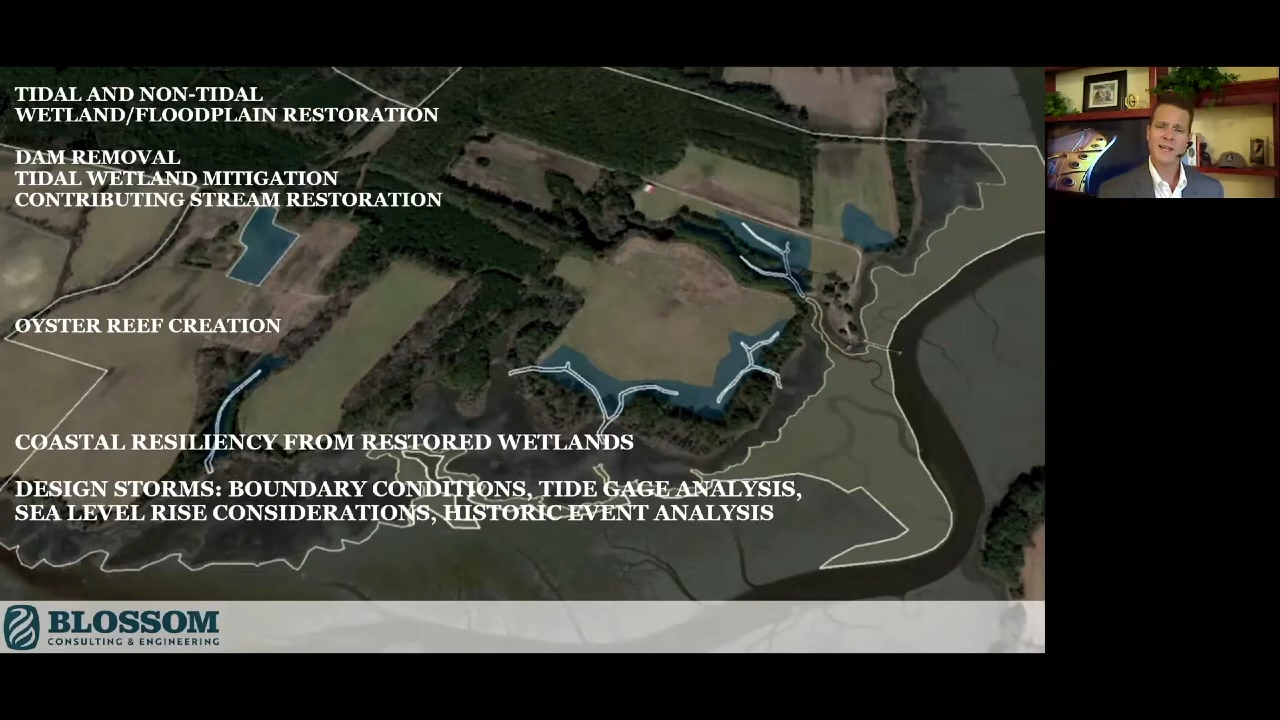 TIDAL AND NON-TIDAL
WETLAND/FLOODPLAIN RESTORATION
DAM REMOVAL
TIDAL WETLAND MITIGATION
CONTRIBUTING STREAM RESTORATION
OYSTER REEF CREATION
COASTAL RESILIENCY FROM RESTORED WETLANDS
DESIGN STORMS: BOUNDARY CONDITIONS, TIDE GAGE ANALYSIS,
SEA LEVEL RISE CONSIDERATIONS, HISTORIC EVENT ANALYSIS
BLOSSOM
CONSULTING & ENGINEERING